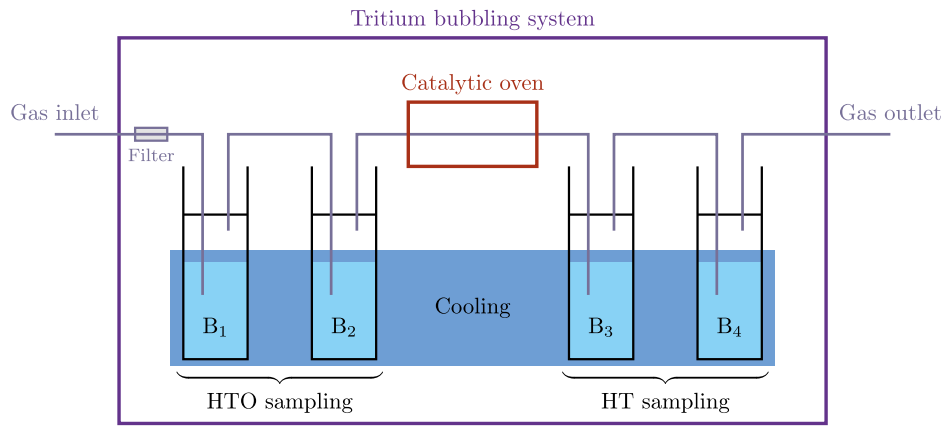 Tritium bubbling system
Catalytic oven
Gas inlet
Gas outlet
Filter
Cooling
B₁
B₂
B₃
B₄
HTO sampling
HT sampling